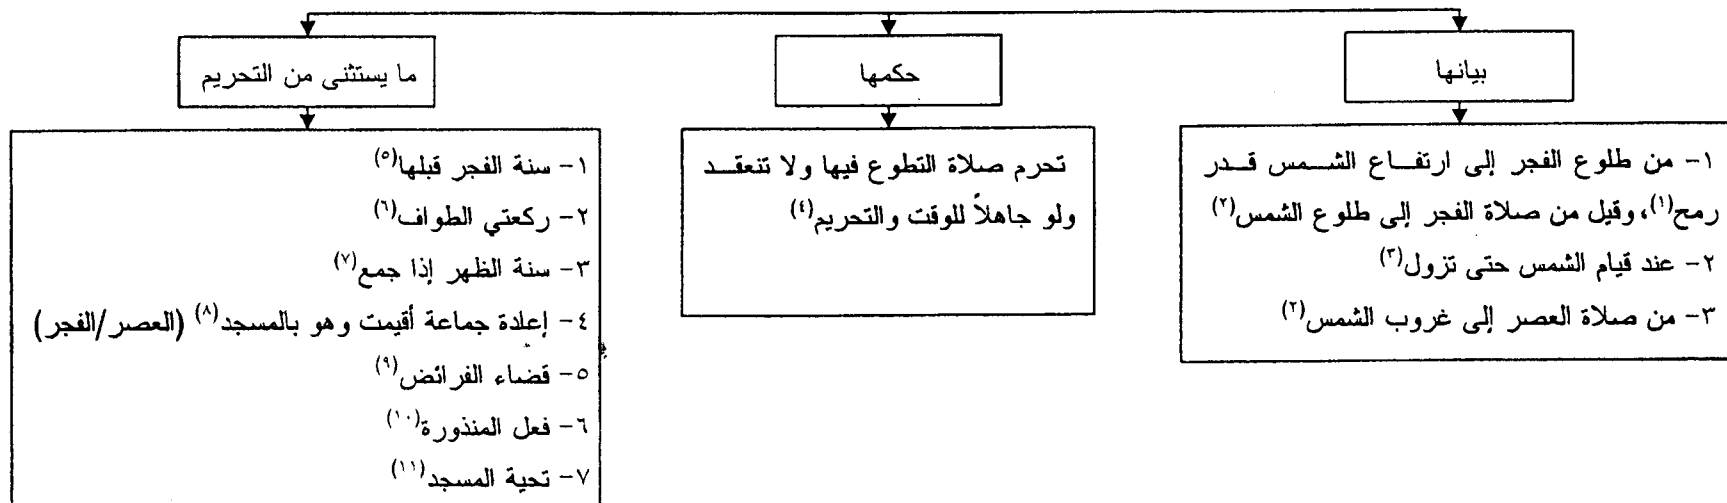 بيانها
١- من طلوع الفجر إلى ارتفاع الشمس قدر
رمح(١)، وقيل من صلاة الفجر إلى طلوع الشمس(٢)
٢- عند قيام الشمس حتى تزول(٣)
٣- من صلاة العصر إلى غروب الشمس(٢)
حكمها
تحرم صلاة التطوع فيها ولا تنعقد
ولو جاهلاً للوقت والتحريم(٤)
ما يستثنى من التحريم
١- سنة الفجر قبلها(٥)
٢- ركعتي الطواف(٦)
٣- سنة الظهر إذا جمع(٧)
٤- إعادة جماعة أقيمت وهو بالمسجد(٨) (العصر/الفجر)
٥- قضاء الفرائض(٩)
٦- فعل المنذورة(١٠)
٧- تحية المسجد(١١)